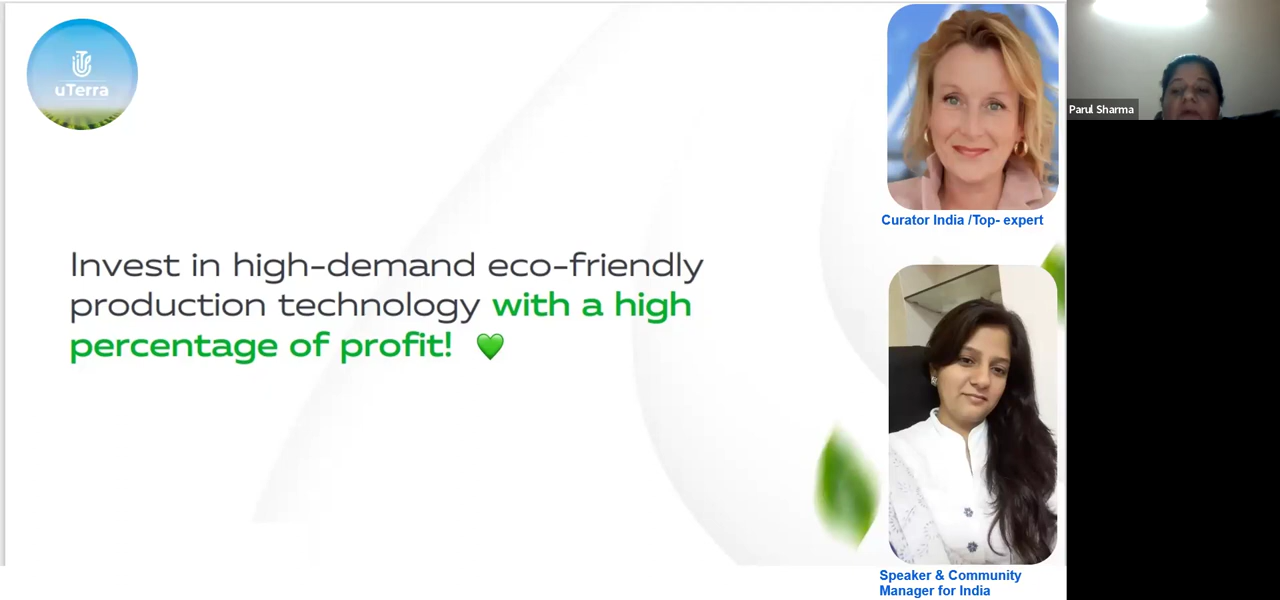 uTerra
Invest in high-demand eco-friendly
production technology with a high
percentage of profit! 💚
Curator India /Top- expert
Speaker & Community
Manager for India
Parul Sharma